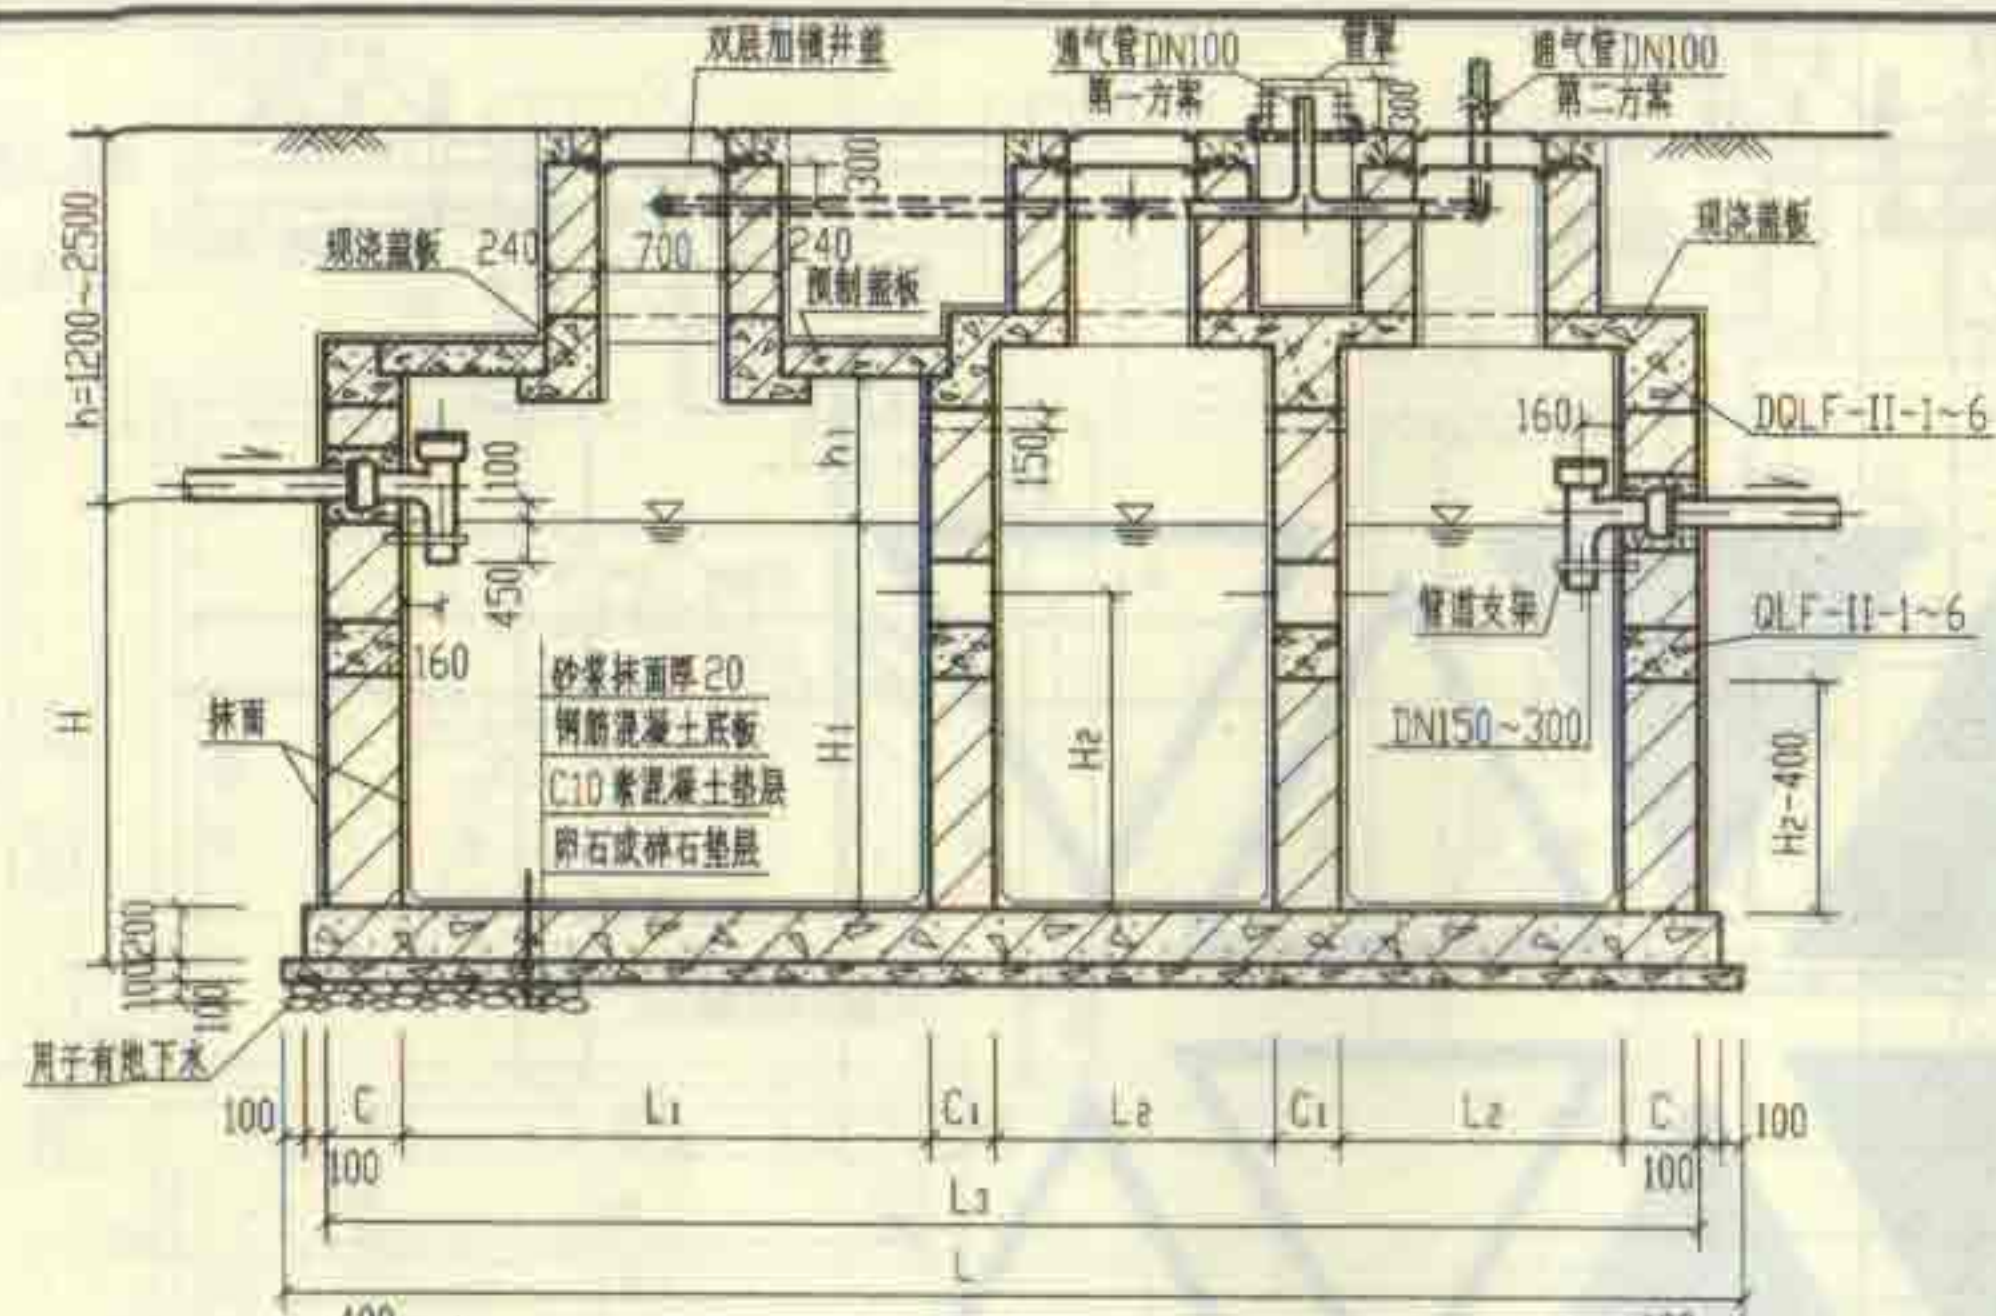 双层加锁井盖
通气管DN100
第一方案
管罩
通气管DN100
第二方案
300
300
h=1200~2500
现浇盖板
240
700
240
预制盖板
现浇盖板
DQLF-II-1~6
160
h1
150
100
450
160
管道支架
QLF-II-1~6
DN150~300
砂浆抹面厚20
钢筋混凝土底板
C10素混凝土垫层
卵石或碎石垫层
抹面
H
H1
H2
H2-400
200
100
100
用于有地下水
100
C
L1
C1
L2
C1
L2
C
100
100
100
L3
L